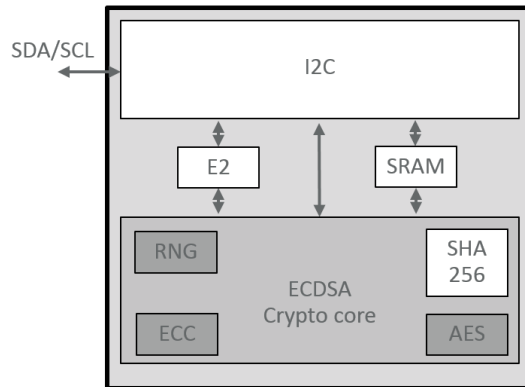 SDA/SCL
I2C
E2
SRAM
RNG
SHA
256
ECDSA
Crypto core
ECC
AES